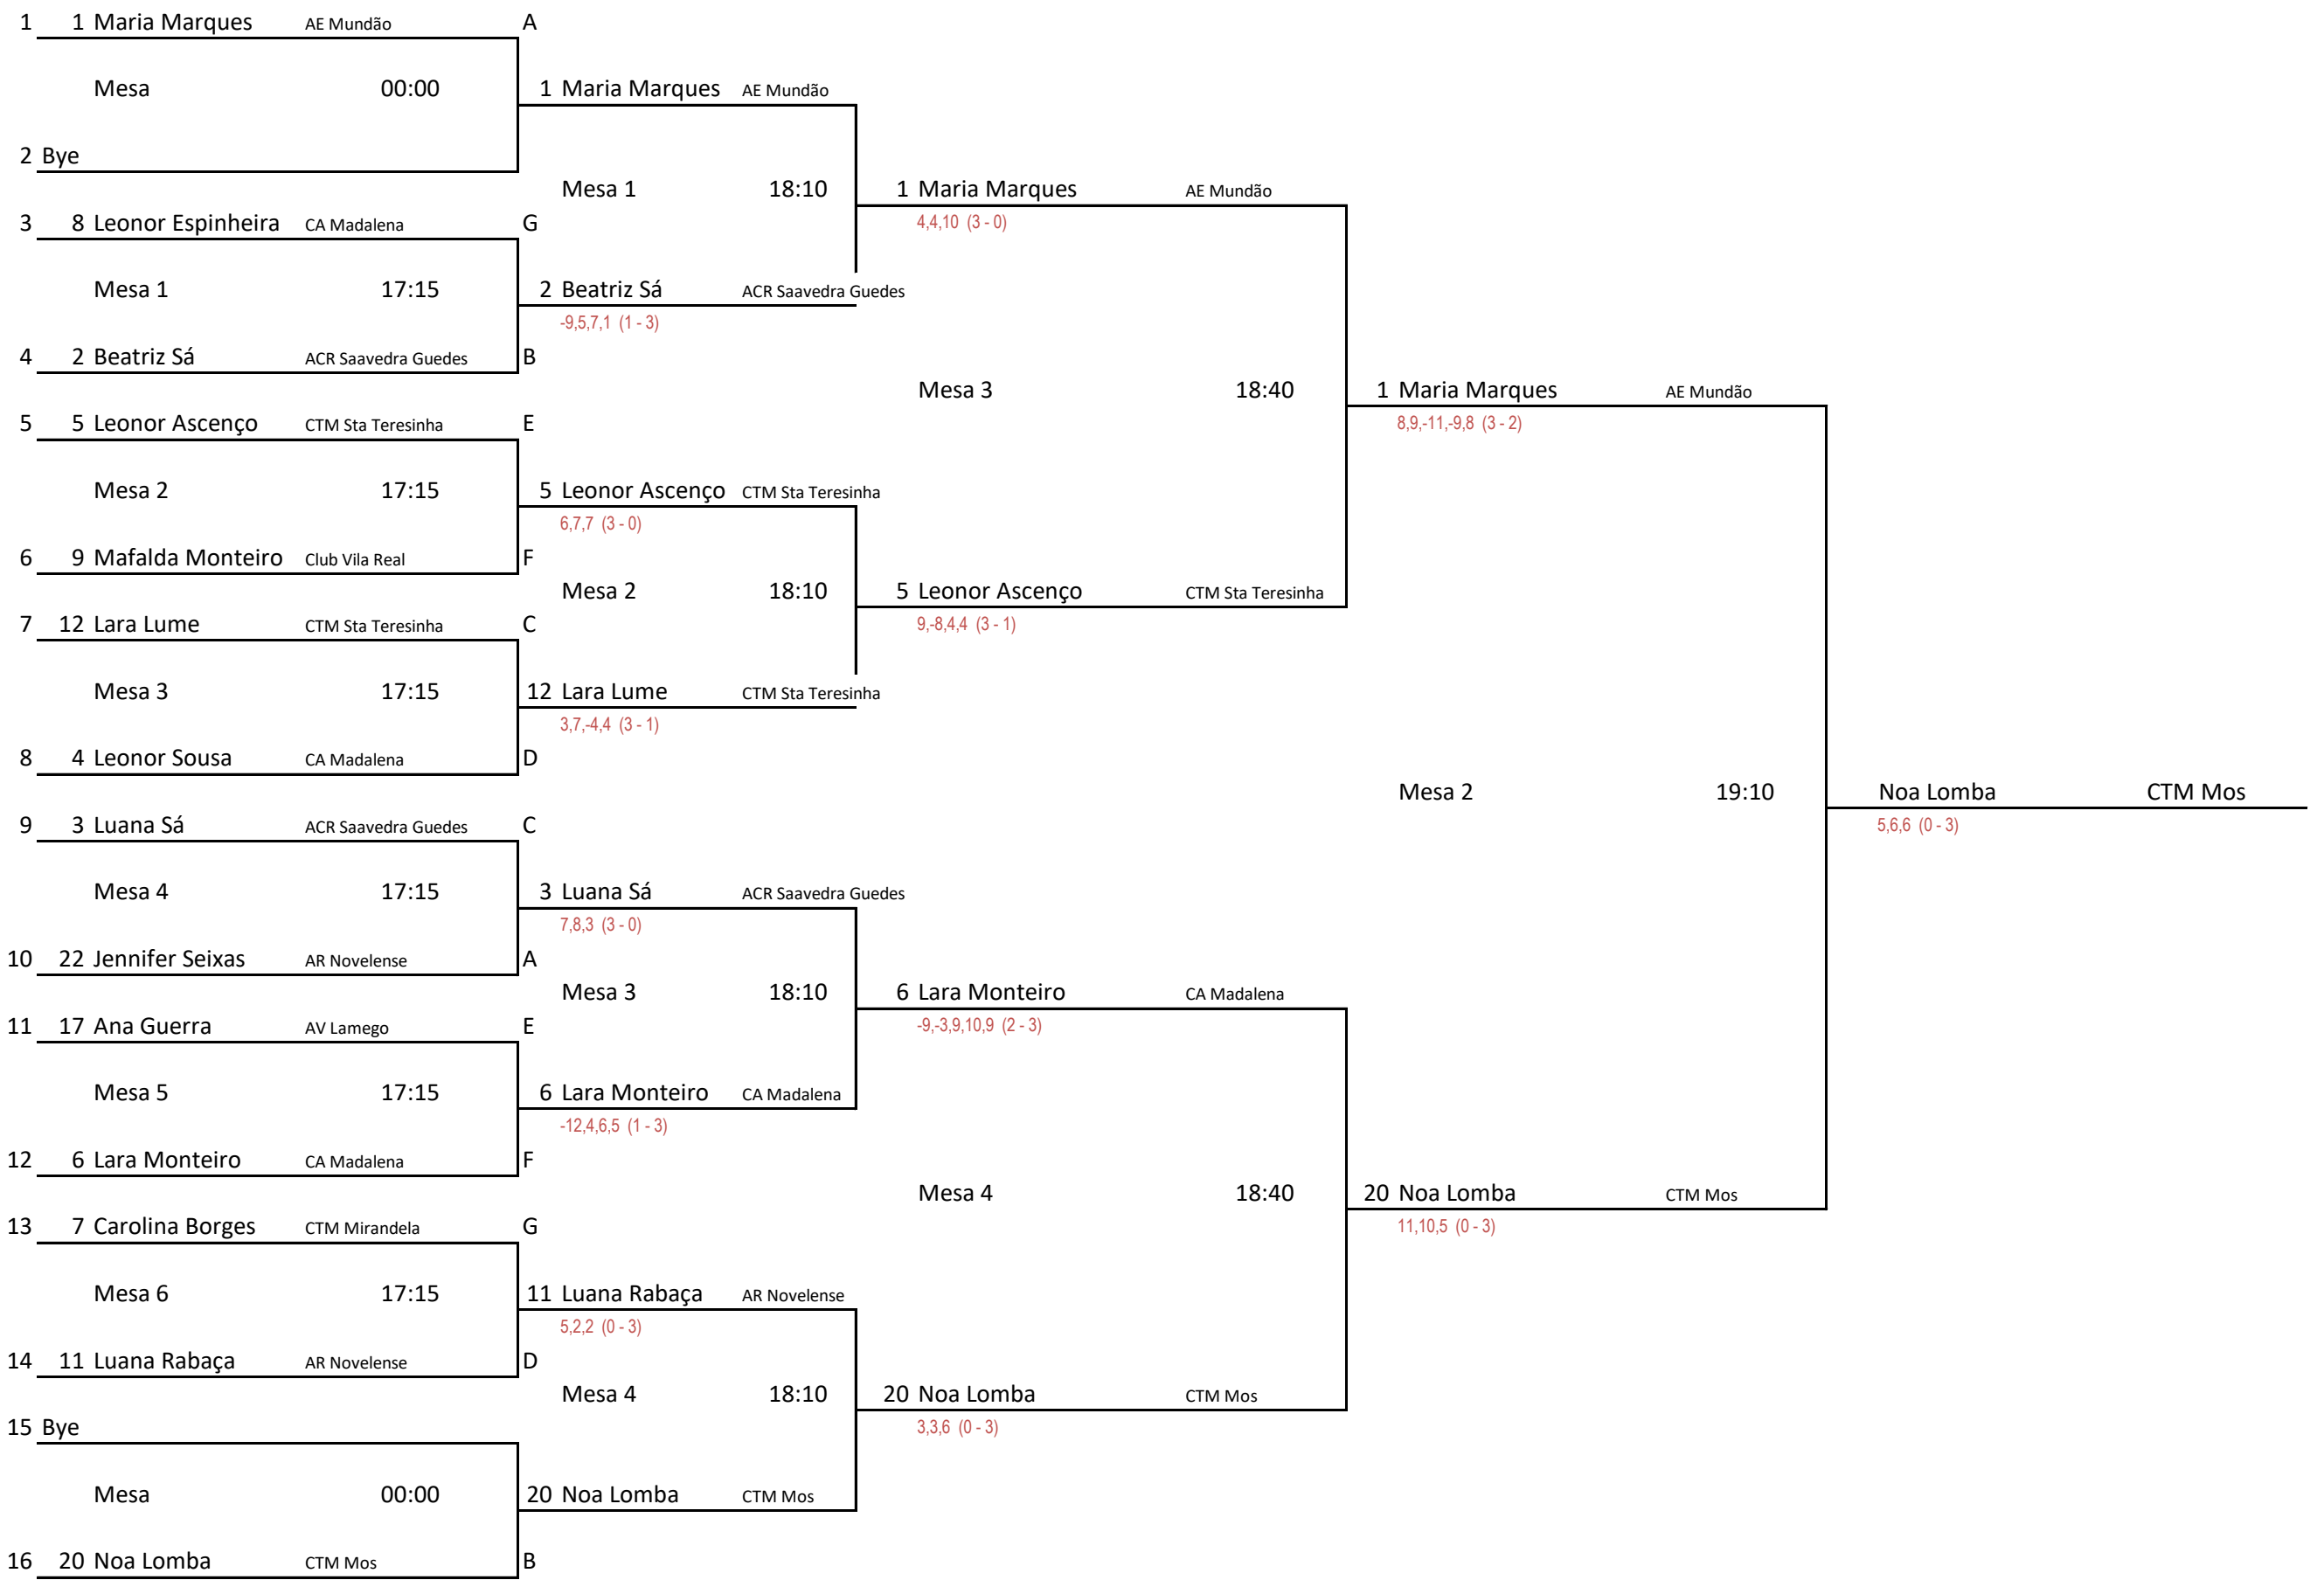 1 1 Maria Marques AE Mundão A
Mesa 00:00 1 Maria Marques AE Mundão
2 Bye
Mesa 1 18:10 1 Maria Marques AE Mundão
3 8 Leonor Espinheira CA Madalena G 4,4,10 (3 - 0)
Mesa 1 17:15 2 Beatriz Sá ACR Saavedra Guedes
-9,5,7,1 (1 - 3)
4 2 Beatriz Sá ACR Saavedra Guedes B
Mesa 3 18:40 1 Maria Marques AE Mundão
5 5 Leonor Ascenço CTM Sta Teresinha E 8,9,-11,-9,8 (3 - 2)
Mesa 2 17:15 5 Leonor Ascenço CTM Sta Teresinha
6,7,7 (3 - 0)
6 9 Mafalda Monteiro Club Vila Real F
Mesa 2 18:10 5 Leonor Ascenço CTM Sta Teresinha
7 12 Lara Lume CTM Sta Teresinha C 9,-8,4,4 (3 - 1)
Mesa 3 17:15 12 Lara Lume CTM Sta Teresinha
3,7,-4,4 (3 - 1)
8 4 Leonor Sousa CA Madalena D
Mesa 2 19:10 Noa Lomba CTM Mos
9 3 Luana Sá ACR Saavedra Guedes C 5,6,6 (0 - 3)
Mesa 4 17:15 3 Luana Sá ACR Saavedra Guedes
7,8,3 (3 - 0)
10 22 Jennifer Seixas AR Novelense A
Mesa 3 18:10 6 Lara Monteiro CA Madalena
11 17 Ana Guerra AV Lamego E -9,-3,9,10,9 (2 - 3)
Mesa 5 17:15 6 Lara Monteiro CA Madalena
-12,4,6,5 (1 - 3)
12 6 Lara Monteiro CA Madalena F
Mesa 4 18:40 20 Noa Lomba CTM Mos
13 7 Carolina Borges CTM Mirandela G 11,10,5 (0 - 3)
Mesa 6 17:15 11 Luana Rabaça AR Novelense
5,2,2 (0 - 3)
14 11 Luana Rabaça AR Novelense D
Mesa 4 18:10 20 Noa Lomba CTM Mos
15 Bye 3,3,6 (0 - 3)
Mesa 00:00 20 Noa Lomba CTM Mos
16 20 Noa Lomba CTM Mos B